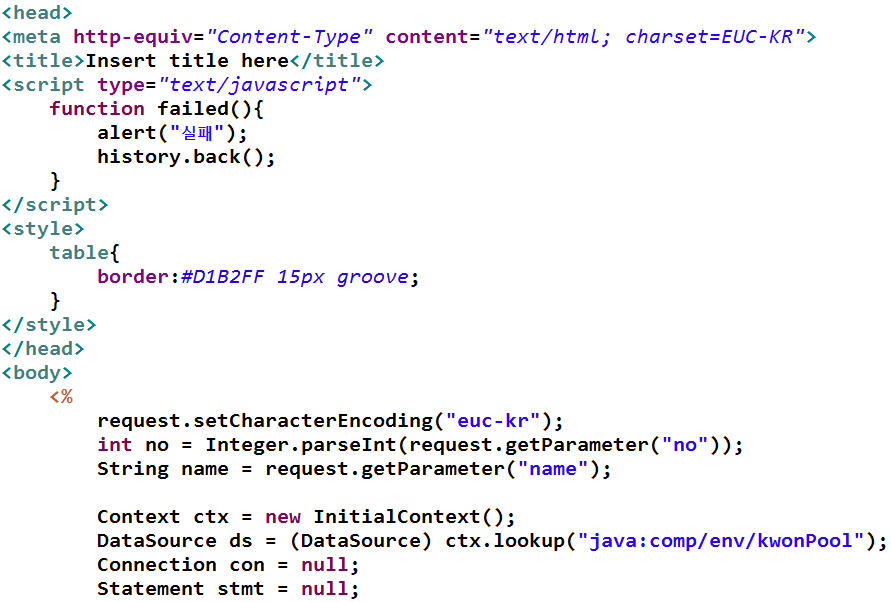 <head>
<meta http-equiv="Content-Type" content="text/html; charset=EUC-KR">
<title>Insert title here</title>
<script type="text/javascript">
    function failed(){
        alert("실패");
        history.back();
    }
</script>
<style>
    table{
        border:#D1B2FF 15px groove;
    }
</style>
</head>
<body>
    <%
        request.setCharacterEncoding("euc-kr");
        int no = Integer.parseInt(request.getParameter("no"));
        String name = request.getParameter("name");

        Context ctx = new InitialContext();
        DataSource ds = (DataSource) ctx.lookup("java:comp/env/kwonPool");
        Connection con = null;
        Statement stmt = null;